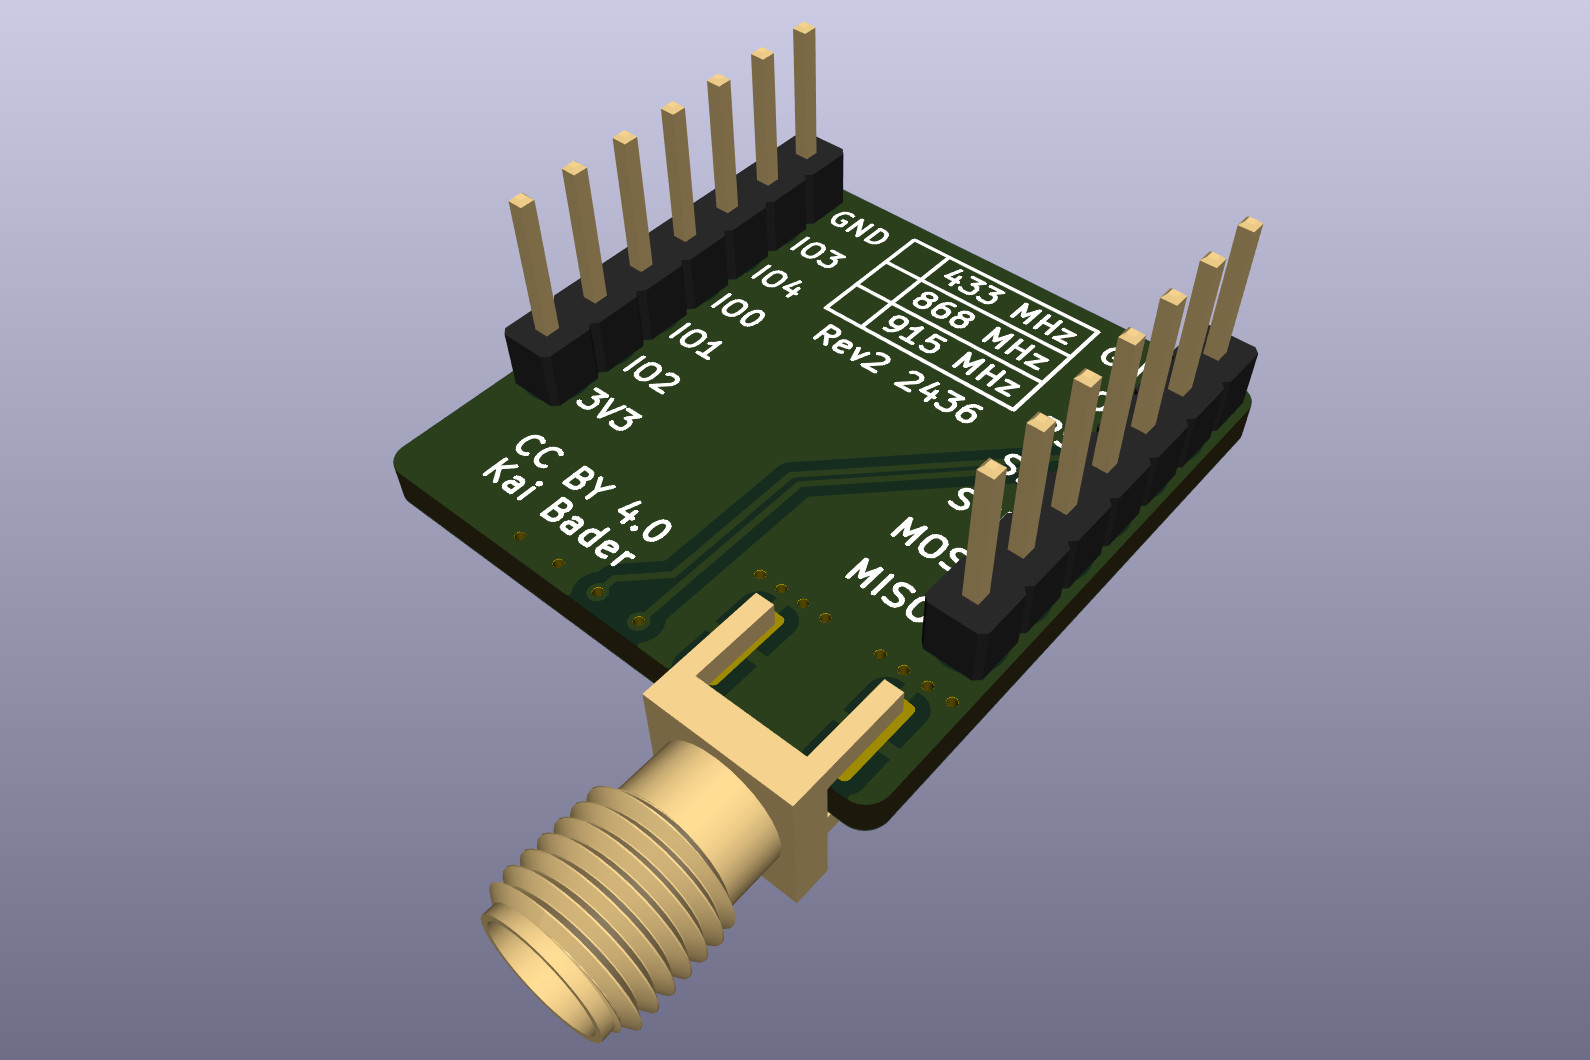 GND
IO3
IO4
IO0
IO1
IO2
3V3
433 MHz
868 MHz
915 MHz
Rev2 2436
CC BY 4.0
Kai Bader